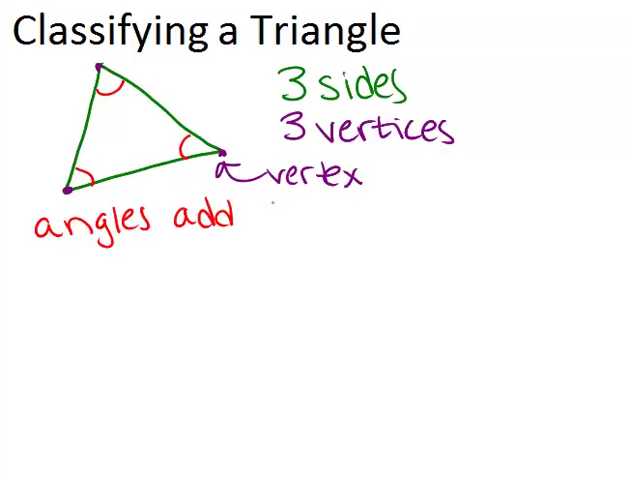 Classifying a Triangle
3 sides
3 vertices
vertex
angles add